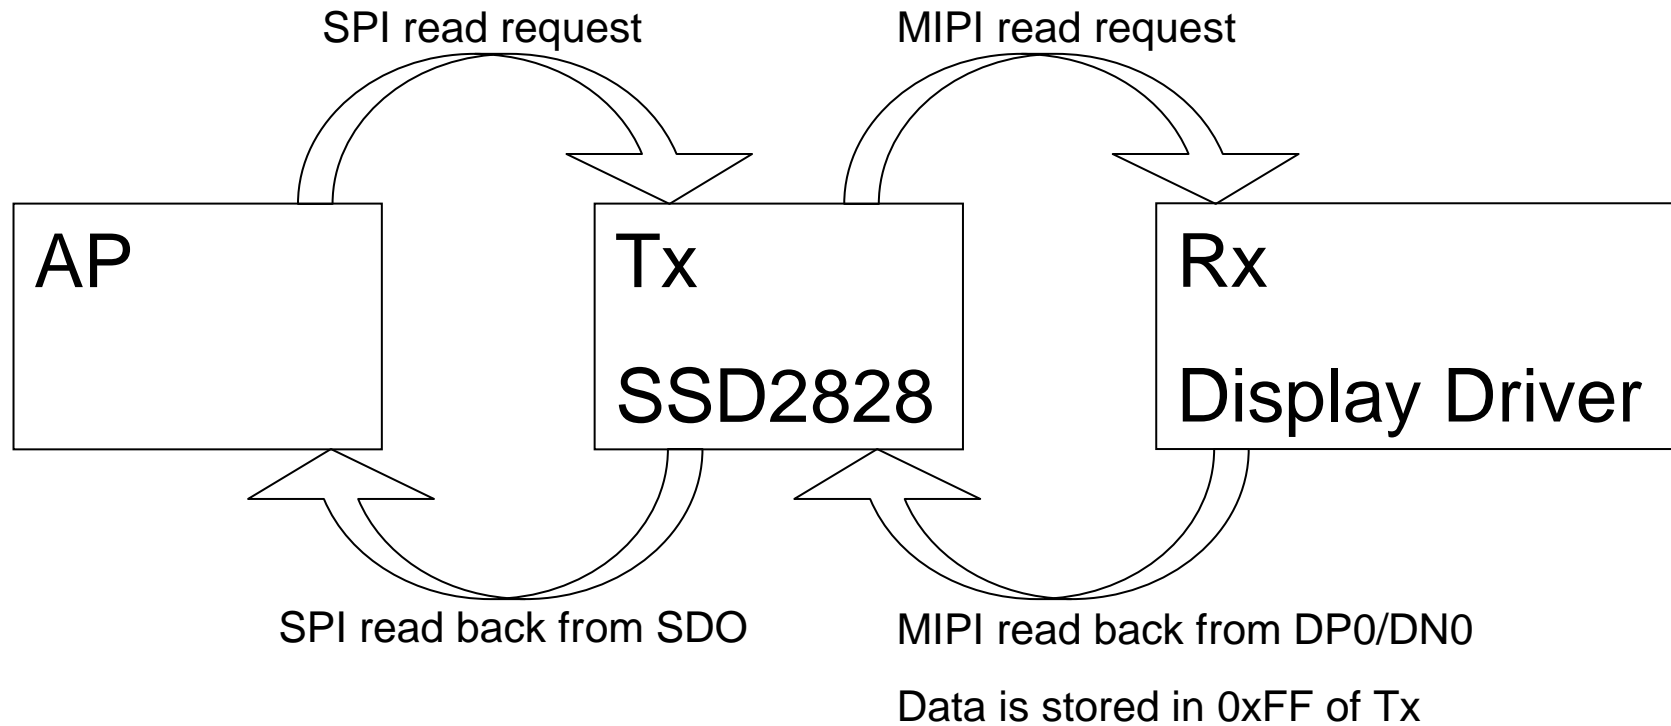 SPI read request
MIPI read request
AP
Tx
SSD2828
Rx
Display Driver
SPI read back from SDO
MIPI read back from DP0/DN0
Data is stored in 0xFF of Tx